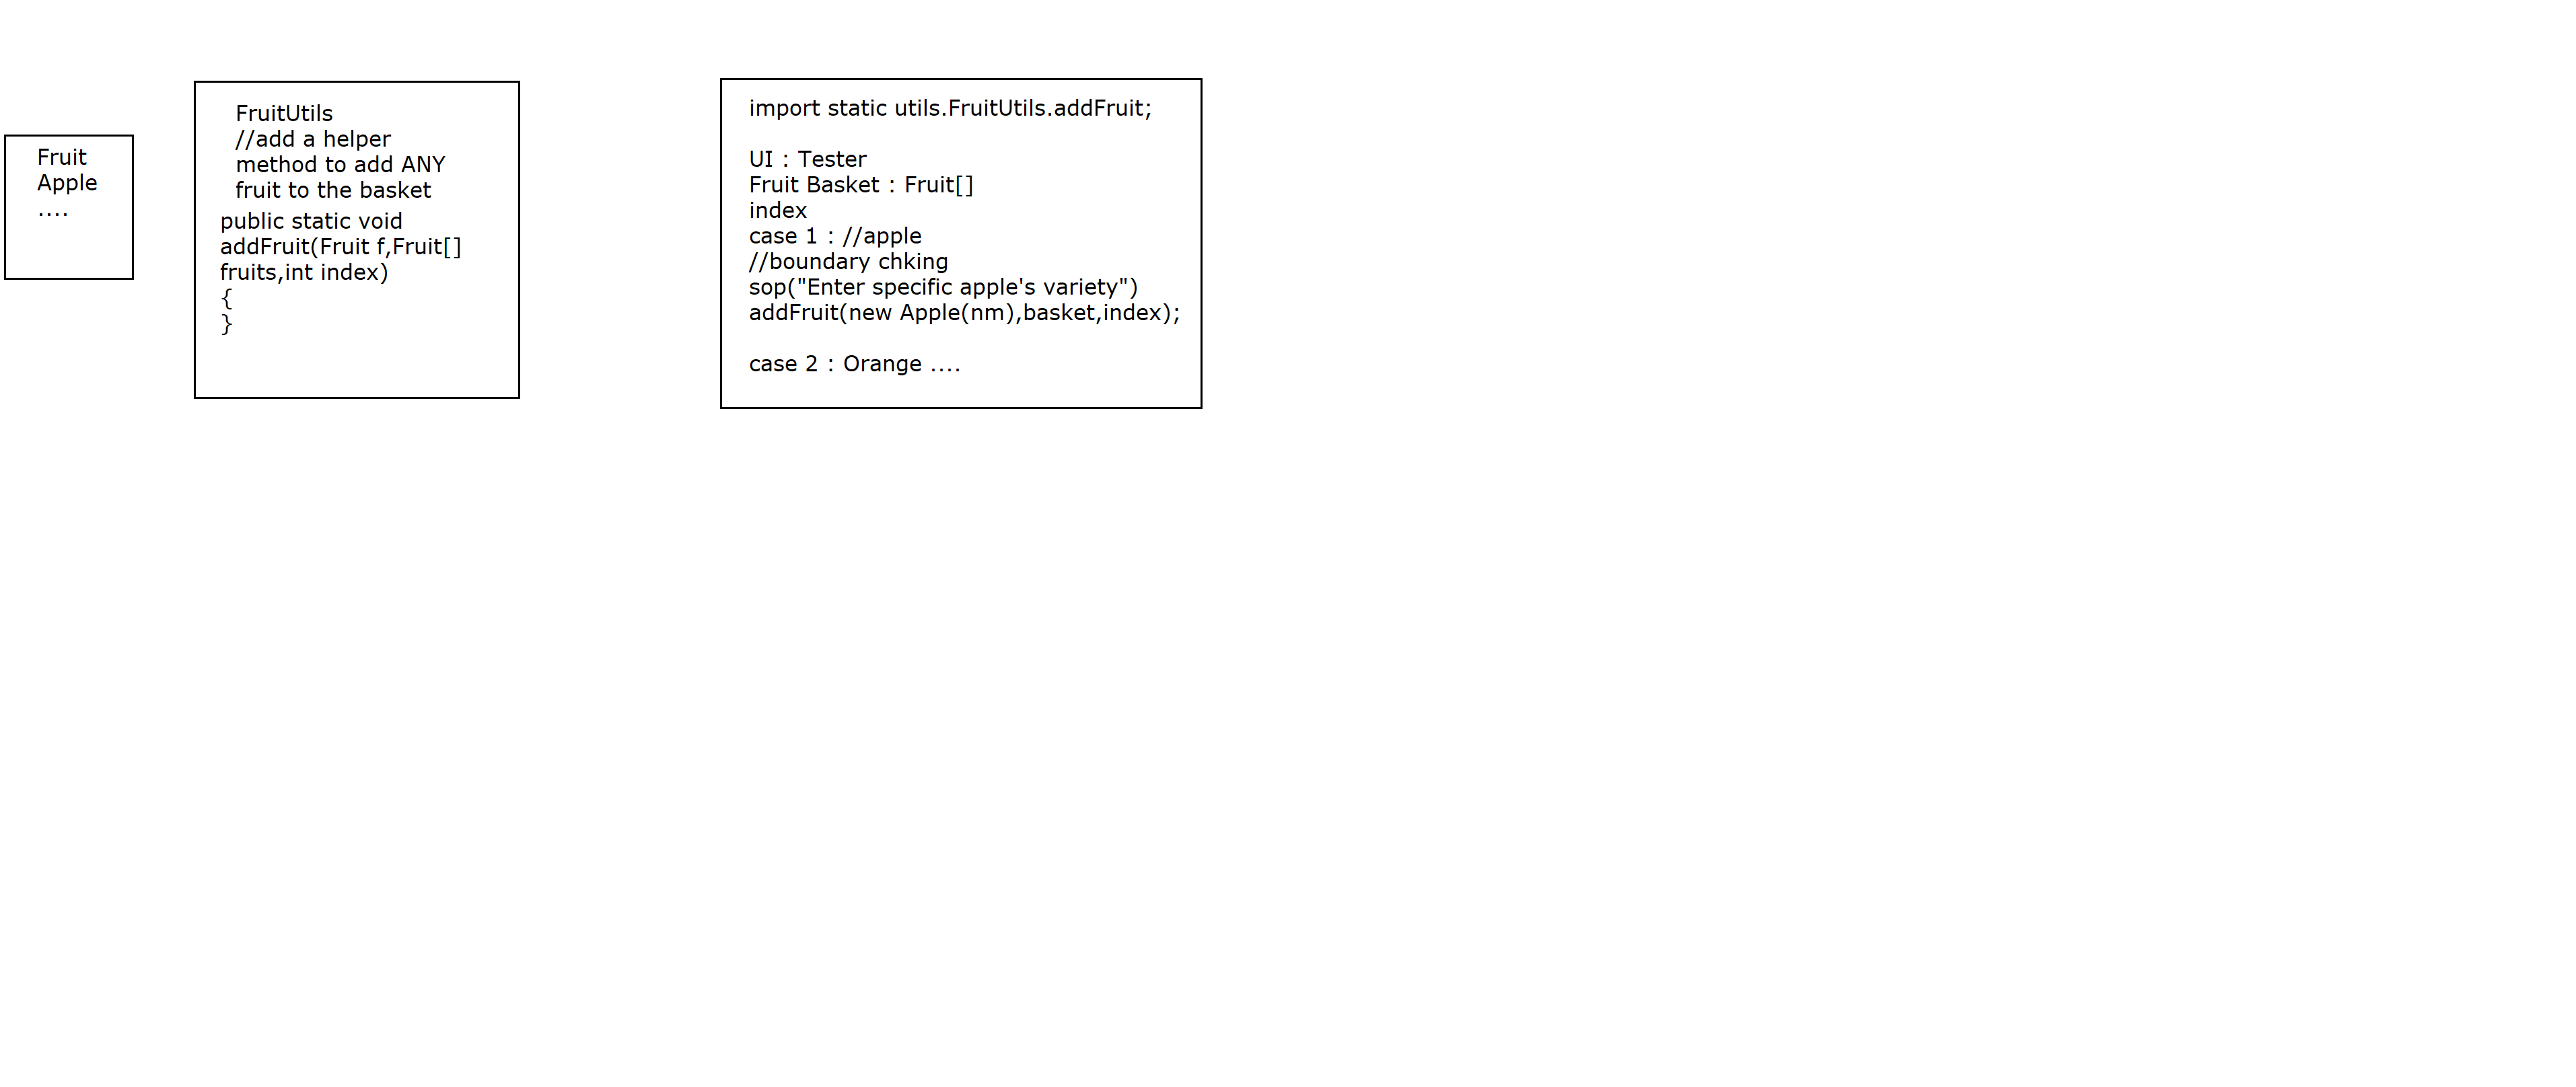 Fruit
Apple
....
FruitUtils
//add a helper
method to add ANY
fruit to the basket
public static void
addFruit(Fruit f,Fruit[]
fruits,int index)
{
}
import static utils.FruitUtils.addFruit;
UI : Tester
Fruit Basket : Fruit[]
index
case 1 : //apple
//boundary chking
sop("Enter specific apple's variety")
addFruit(new Apple(nm),basket,index);
case 2 : Orange ....